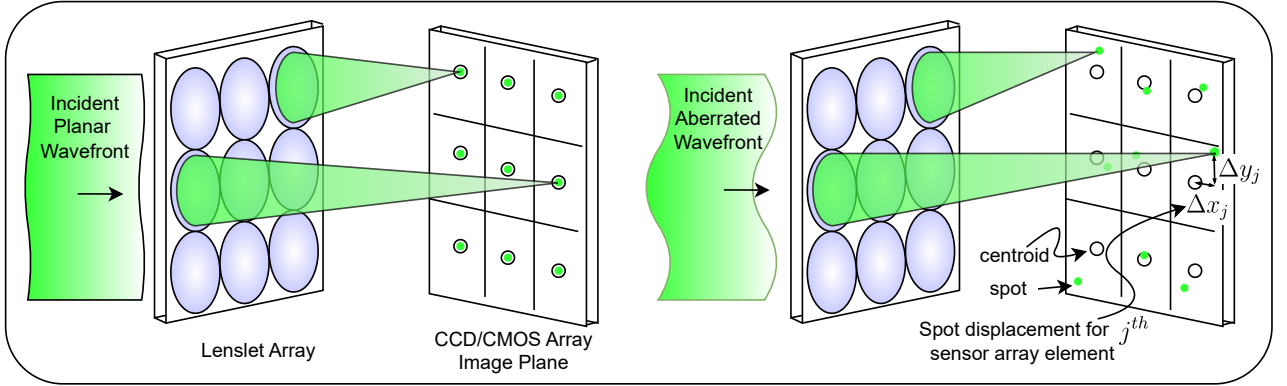 Incident
Planar
Wavefront
Lenslet Array
CCD/CMOS Array
Image Plane
Incident
Aberrated
Wavefront
Δy_j
Δx_j
centroid
spot
Spot displacement for j^{th}
sensor array element